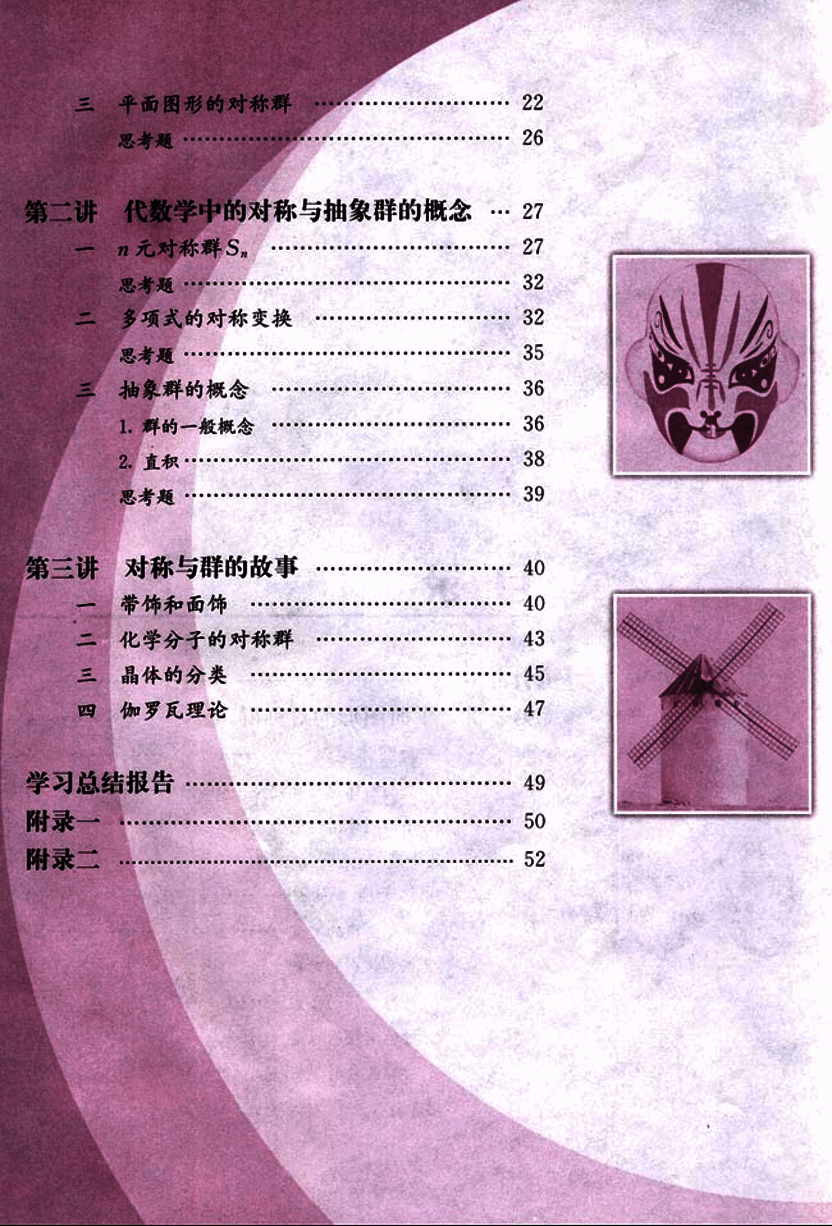 三 平面图形的对称群 ………………………… 22
思考题 ………………………………………… 26
第二讲 代数学中的对称与抽象群的概念 … 27
一 n 元对称群 Sₙ ……………………………… 27
思考题 ………………………………………… 32
二 多项式的对称变换 ………………………… 32
思考题 ………………………………………… 35
三 抽象群的概念 ……………………………… 36
1. 群的一般概念 ……………………………… 36
2. 直积 ………………………………………… 38
思考题 ………………………………………… 39
第三讲 对称与群的故事 ……………………… 40
一 带饰和面饰 ………………………………… 40
二 化学分子的对称群 ………………………… 43
三 晶体的分类 ………………………………… 45
四 伽罗瓦理论 ………………………………… 47
学习总结报告 ………………………………… 49
附录一 ………………………………………… 50
附录二 ………………………………………… 52